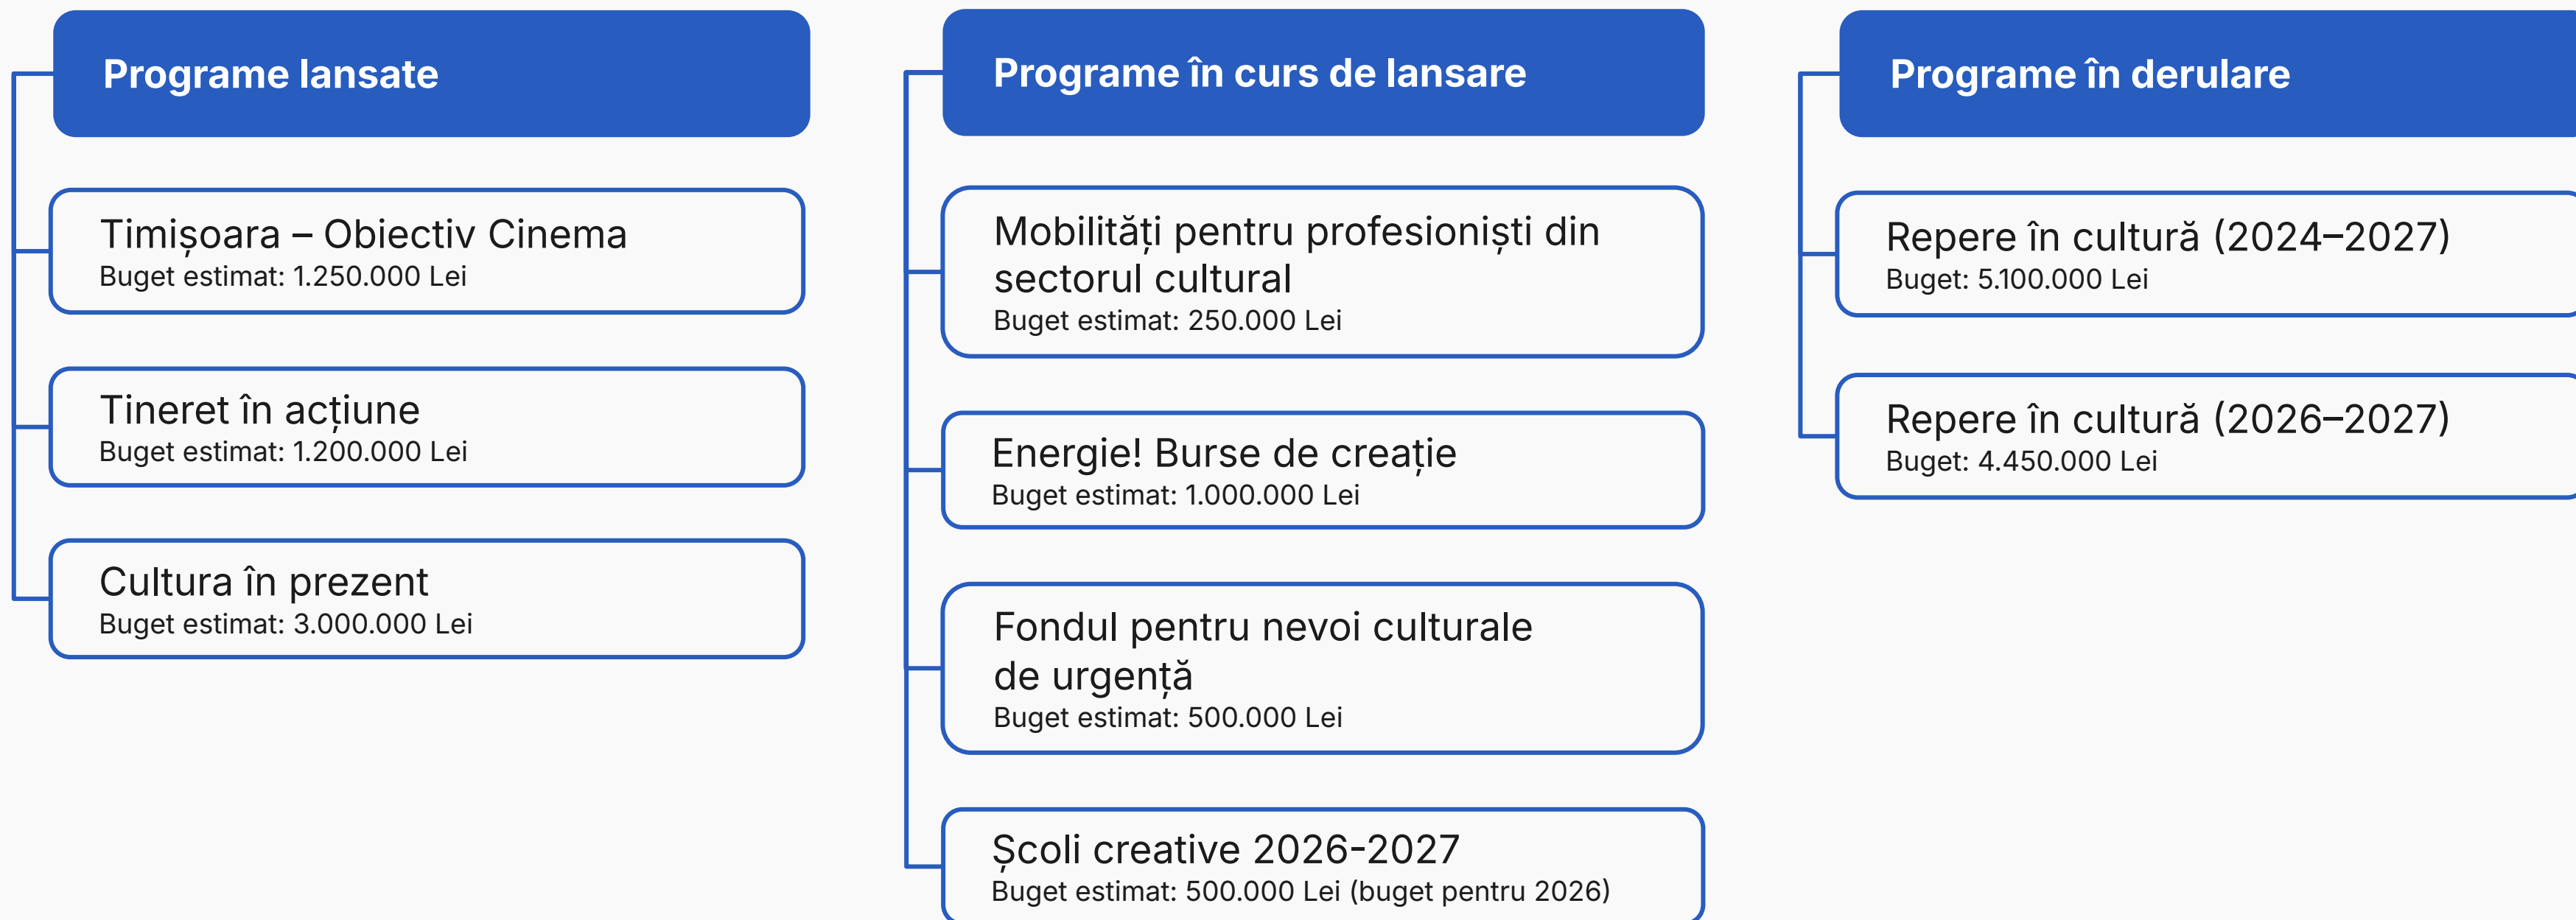 Programe lansate
Timișoara – Obiectiv Cinema
Buget estimat: 1.250.000 Lei
Tineret în acțiune
Buget estimat: 1.200.000 Lei
Cultura în prezent
Buget estimat: 3.000.000 Lei
Programe în curs de lansare
Mobilități pentru profesioniști din
sectorul cultural
Buget estimat: 250.000 Lei
Energie! Burse de creație
Buget estimat: 1.000.000 Lei
Fondul pentru nevoi culturale
de urgență
Buget estimat: 500.000 Lei
Școli creative 2026-2027
Buget estimat: 500.000 Lei (buget pentru 2026)
Programe în derulare
Repere în cultură (2024–2027)
Buget: 5.100.000 Lei
Repere în cultură (2026–2027)
Buget: 4.450.000 Lei